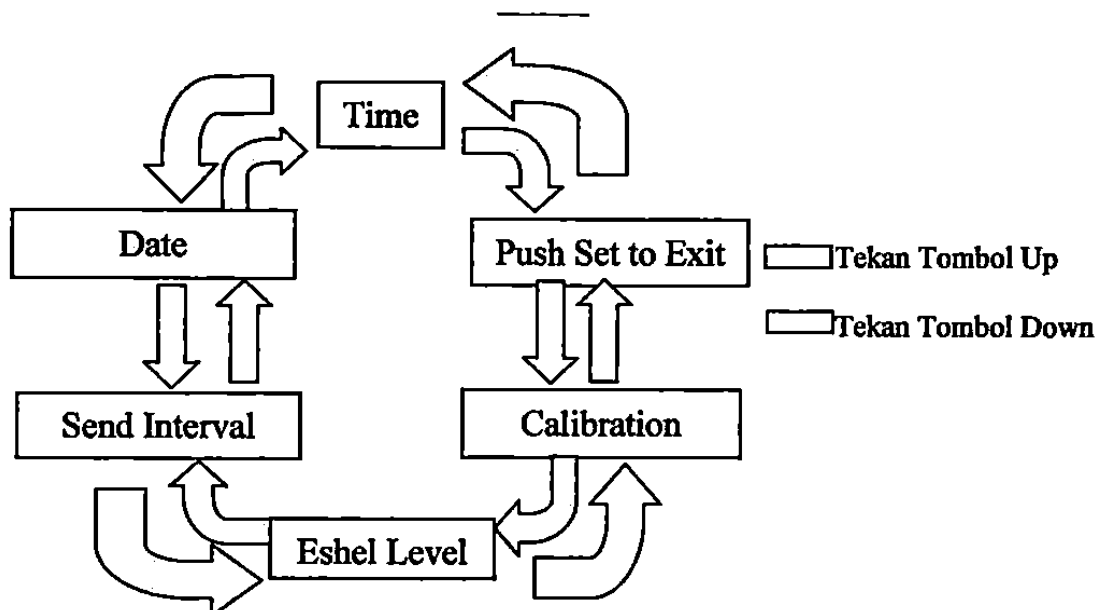 Time
Date
Push Set to Exit
Tekan Tombol Up
Tekan Tombol Down
Send Interval
Calibration
Eshel Level